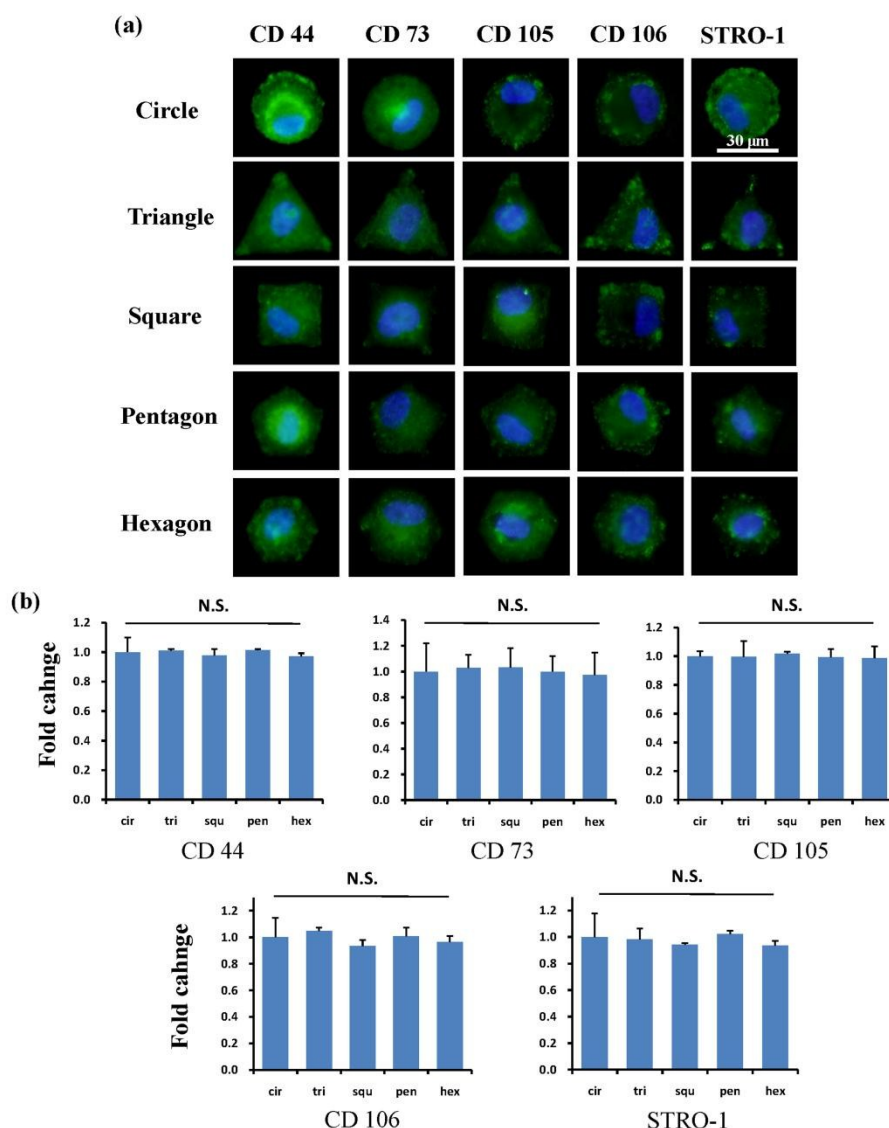 (a)
CD 44 CD 73 CD 105 CD 106 STRO-1
Circle
30 µm
Triangle
Square
Pentagon
Hexagon
(b)
N.S. N.S. N.S.
Fold cahnge
1.2
1.0
0.8
0.6
0.4
0.2
0.0
cir tri squ pen hex
CD 44
1.4
1.2
1.0
0.8
0.6
0.4
0.2
0.0
cir tri squ pen hex
CD 73
1.2
1.0
0.8
0.6
0.4
0.2
0.0
cir tri squ pen hex
CD 105
N.S. N.S.
Fold cahnge
1.2
1.0
0.8
0.6
0.4
0.2
0.0
cir tri squ pen hex
CD 106
1.2
1.0
0.8
0.6
0.4
0.2
0.0
cir tri squ pen hex
STRO-1